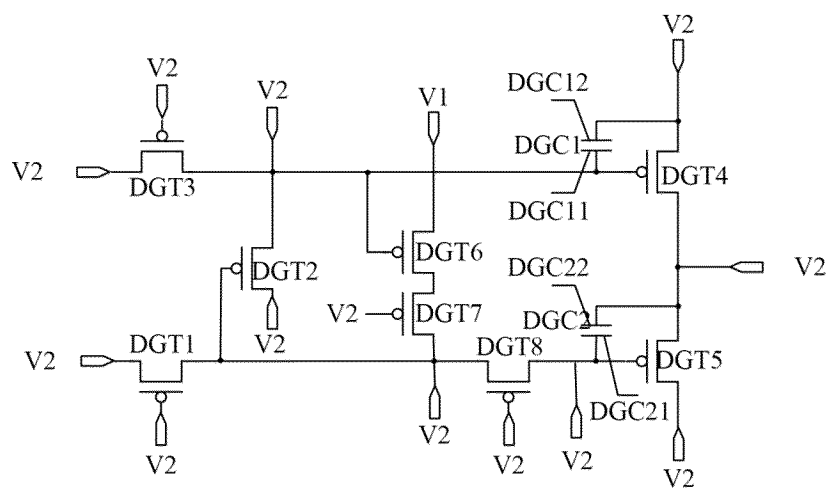 V2
V2
V2
V1
DGC12
V2
DGC1
DGT4
DGT3
DGC11
DGT2
DGT6
DGC22
V2
V2
DGT7
V2
DGC2
DGT1
DGT8
V2
DGT5
DGC21
V2
V2
V2
V2
V2